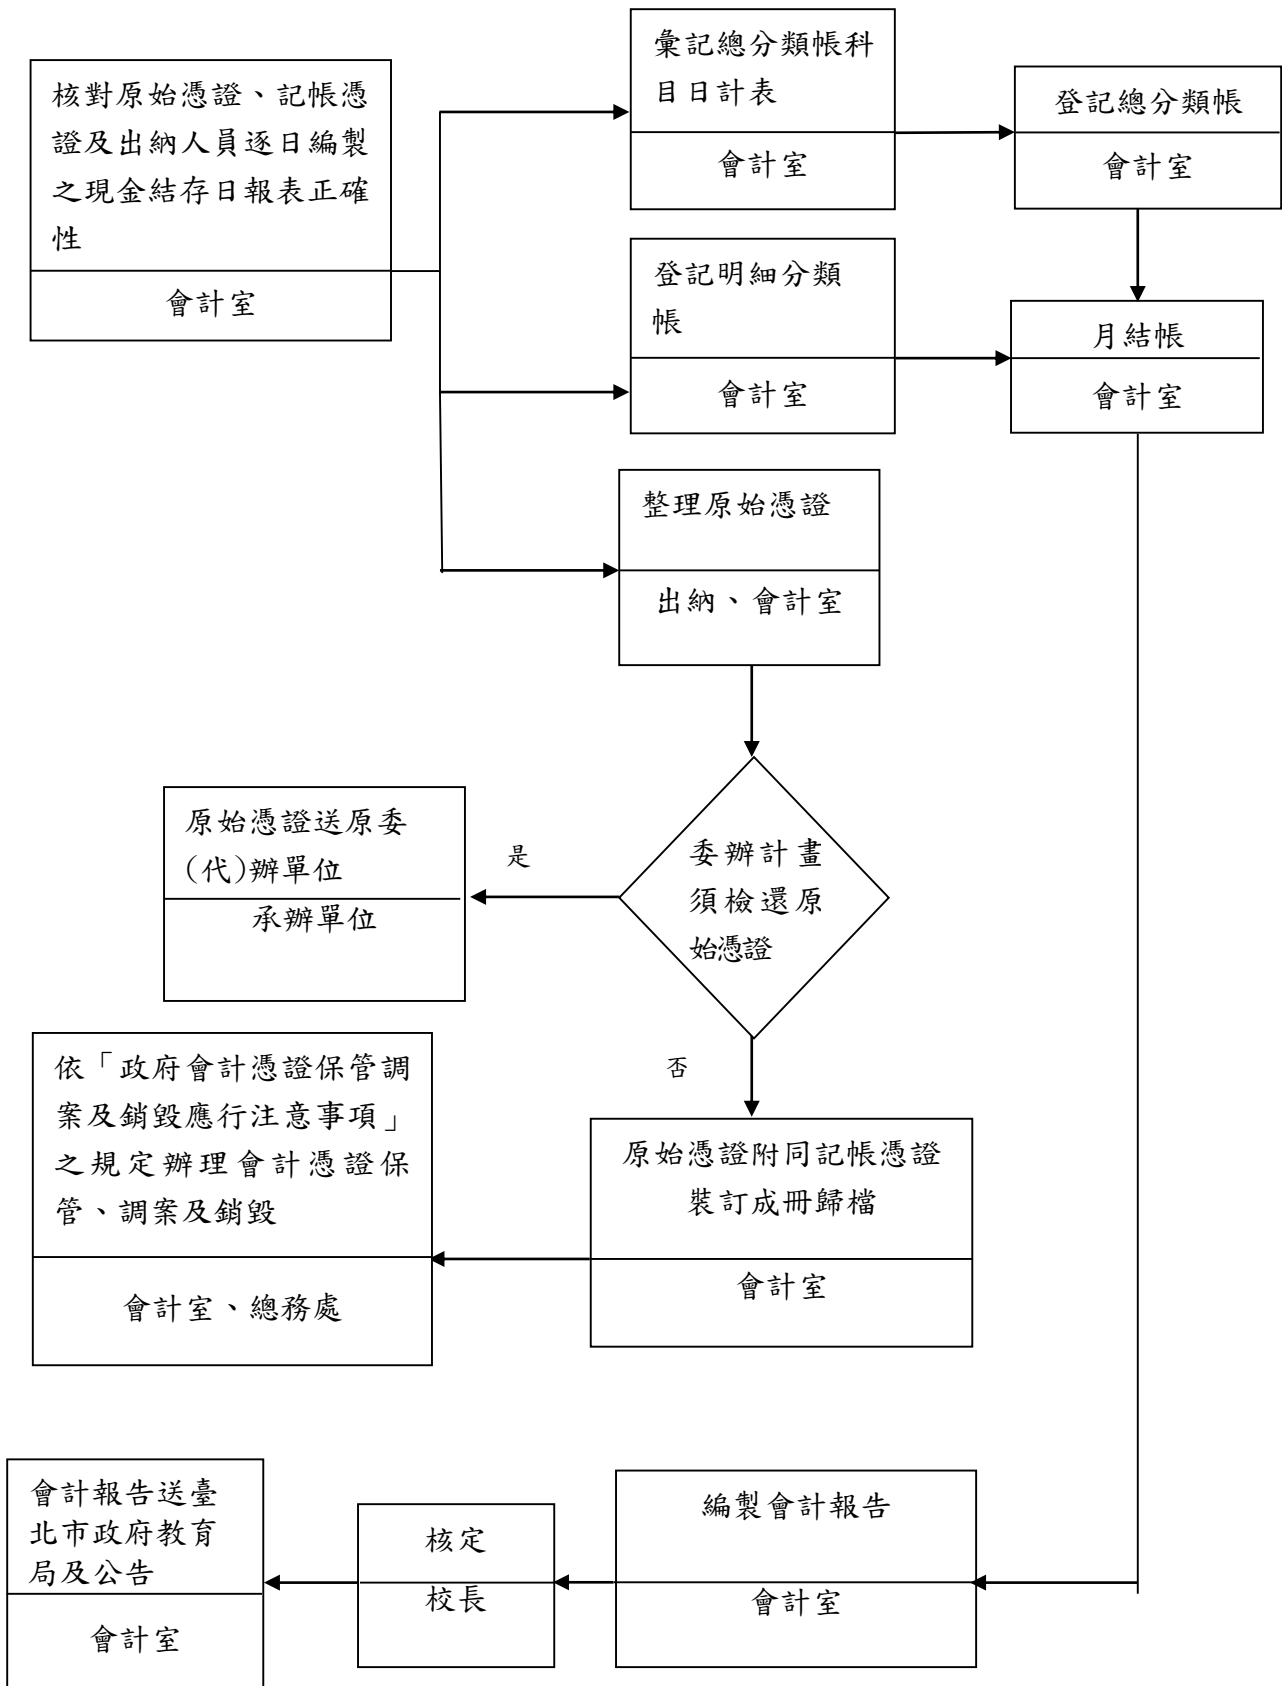 核對原始憑證、記帳憑
證及出納人員逐日編製
之現金結存日報表正確
性
會計室
彙記總分類帳科
目日計表
會計室
登記總分類帳
會計室
登記明細分類
帳
會計室
月結帳
會計室
整理原始憑證
出納、會計室
委辦計畫
須檢還原
始憑證
是
原始憑證送原委
(代)辦單位
承辦單位
否
原始憑證附同記帳憑證
裝訂成冊歸檔
會計室
依「政府會計憑證保管調
案及銷毀應行注意事項」
之規定辦理會計憑證保
管、調案及銷毀
會計室、總務處
編製會計報告
會計室
核定
校長
會計報告送臺
北市政府教育
局及公告
會計室